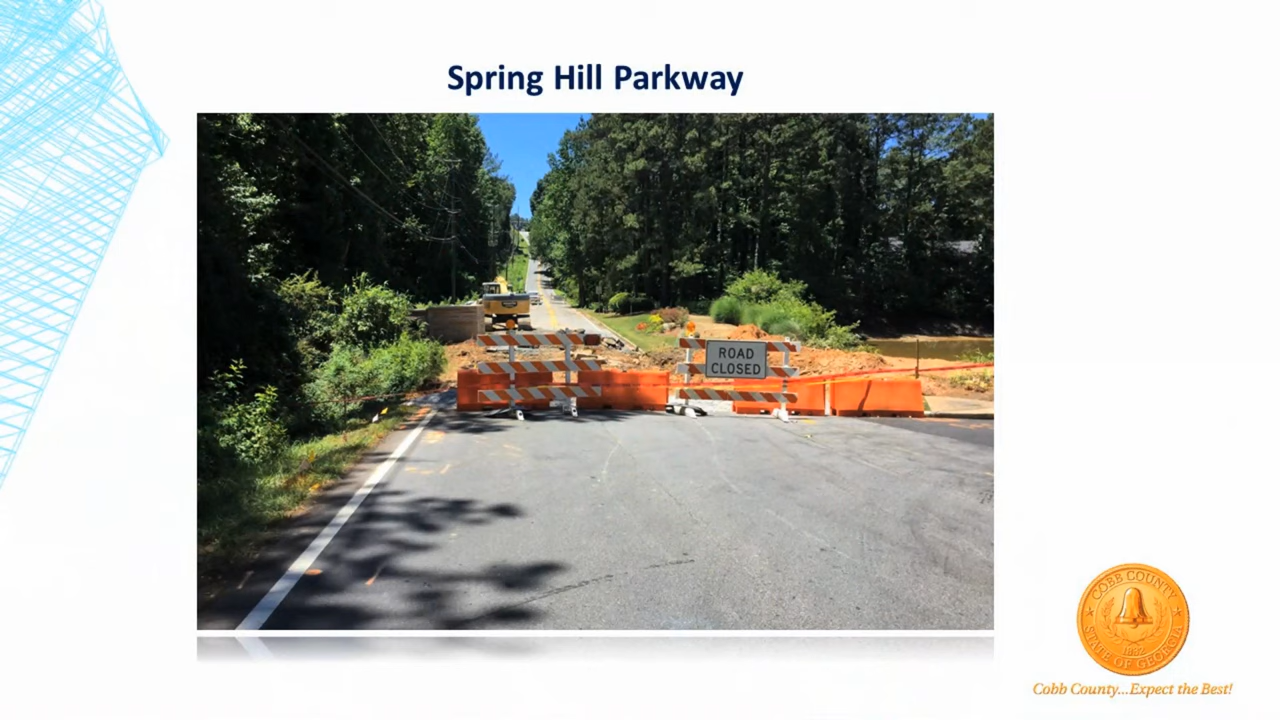 Spring Hill Parkway
ROAD
CLOSED
COBB COUNTY
1832
STATE OF GEORGIA
Cobb County...Expect the Best!